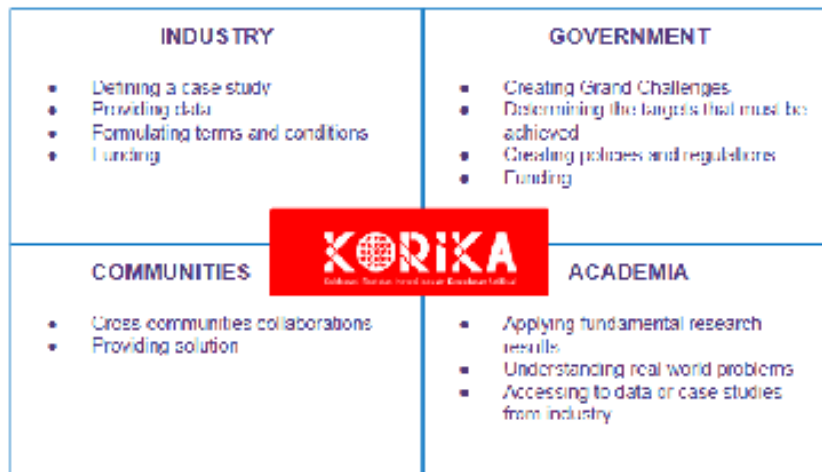 INDUSTRY
• Defining a case study
• Providing data
• Formulating terms and conditions
• Funding
GOVERNMENT
• Creating Grand Challenges
• Determining the targets that must be
achieved
• Creating policies and regulations
• Funding
KORiKA
COMMUNITIES
• Cross communities collaborations
• Providing solution
ACADEMIA
• Applying fundamental research
results
• Understanding real world problems
• Accessing to data or case studies
from industry